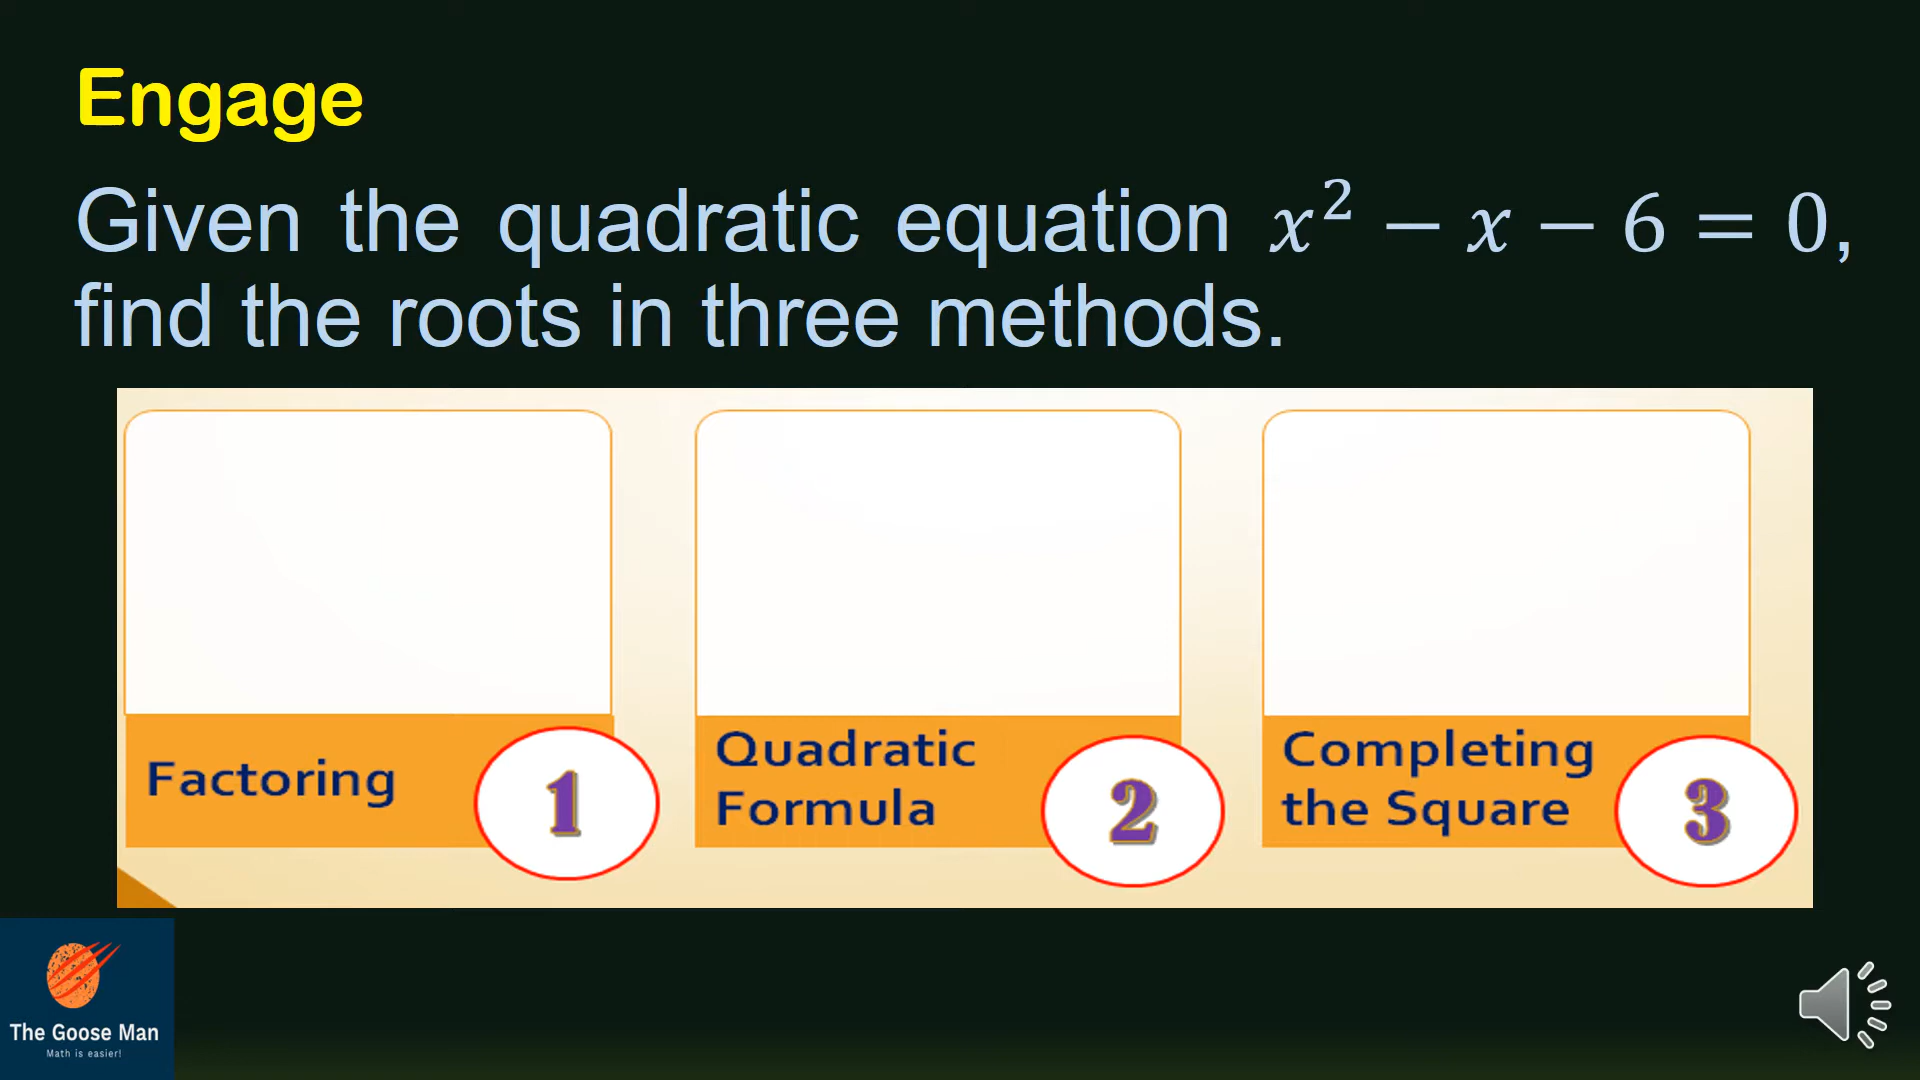 Engage
Given the quadratic equation x² − x − 6 = 0,
find the roots in three methods.
Factoring
1
Quadratic
Formula
2
Completing
the Square
3
The Goose Man
Math is easier!